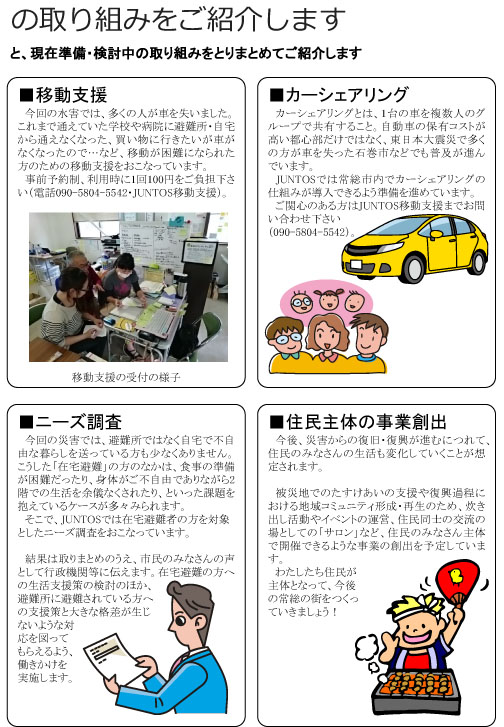 の取り組みをご紹介します
と、現在準備・検討中の取り組みをとりまとめてご紹介します
■移動支援
今回の水害では、多くの人が車を失いました。
これまで通えていた学校や病院に避難所・自宅
から通えなくなった、買い物に行きたいが車が
なくなったので…など、移動が困難になられた
方のための移動支援をおこなっています。
事前予約制、利用時に1回100円をご負担下さ
い（電話090-5804-5542・JUNTOS移動支援）。
移動支援の受付の様子
■カーシェアリング
カーシェアリングとは、1台の車を複数人のグ
ループで共有すること。自動車の保有コストが
高い都心部だけではなく、東日本大震災で多く
の方が車を失った石巻市などでも普及が進ん
でいます。
JUNTOSでは常総市内でカーシェアリングの
仕組みが導入できるよう準備を進めています。
ご関心のある方はJUNTOS移動支援までお問
い合わせ下さい
（090-5804-5542）。
■ニーズ調査
今回の災害では、避難所ではなく自宅で不自
由な暮らしを送っている方も少なくありません。
こうした「在宅避難」の方のなかは、食事の準備
が困難だったり、身体がご不自由でありながら2
階での生活を余儀なくされたり、といった課題を
抱えているケースが多々みられます。
そこで、JUNTOSでは在宅避難者の方を対象
としたニーズ調査をおこなっています。
結果は取りまとめのうえ、市民のみなさんの声
として行政機関等に伝えます。在宅避難の方へ
の生活支援策の検討のほか、
避難所に避難されている方へ
の支援策と大きな格差が生じ
ないような対
応を図って
もらえるよう、
働きかけを
実施します。
■住民主体の事業創出
今後、災害からの復旧・復興が進むにつれて、
住民のみなさんの生活も変化していくことが想
定されます。
被災地でのたすけあいの支援や復興過程に
おける地域コミュニティ形成・再生のため、炊き
出し活動やイベントの運営、住民同士の交流の
場としての「サロン」など、住民のみなさん主体
で開催できるような事業の創出を予定していま
す。
わたしたち住民が
主体となって、今後
の常総の街をつくっ
ていきましょう！